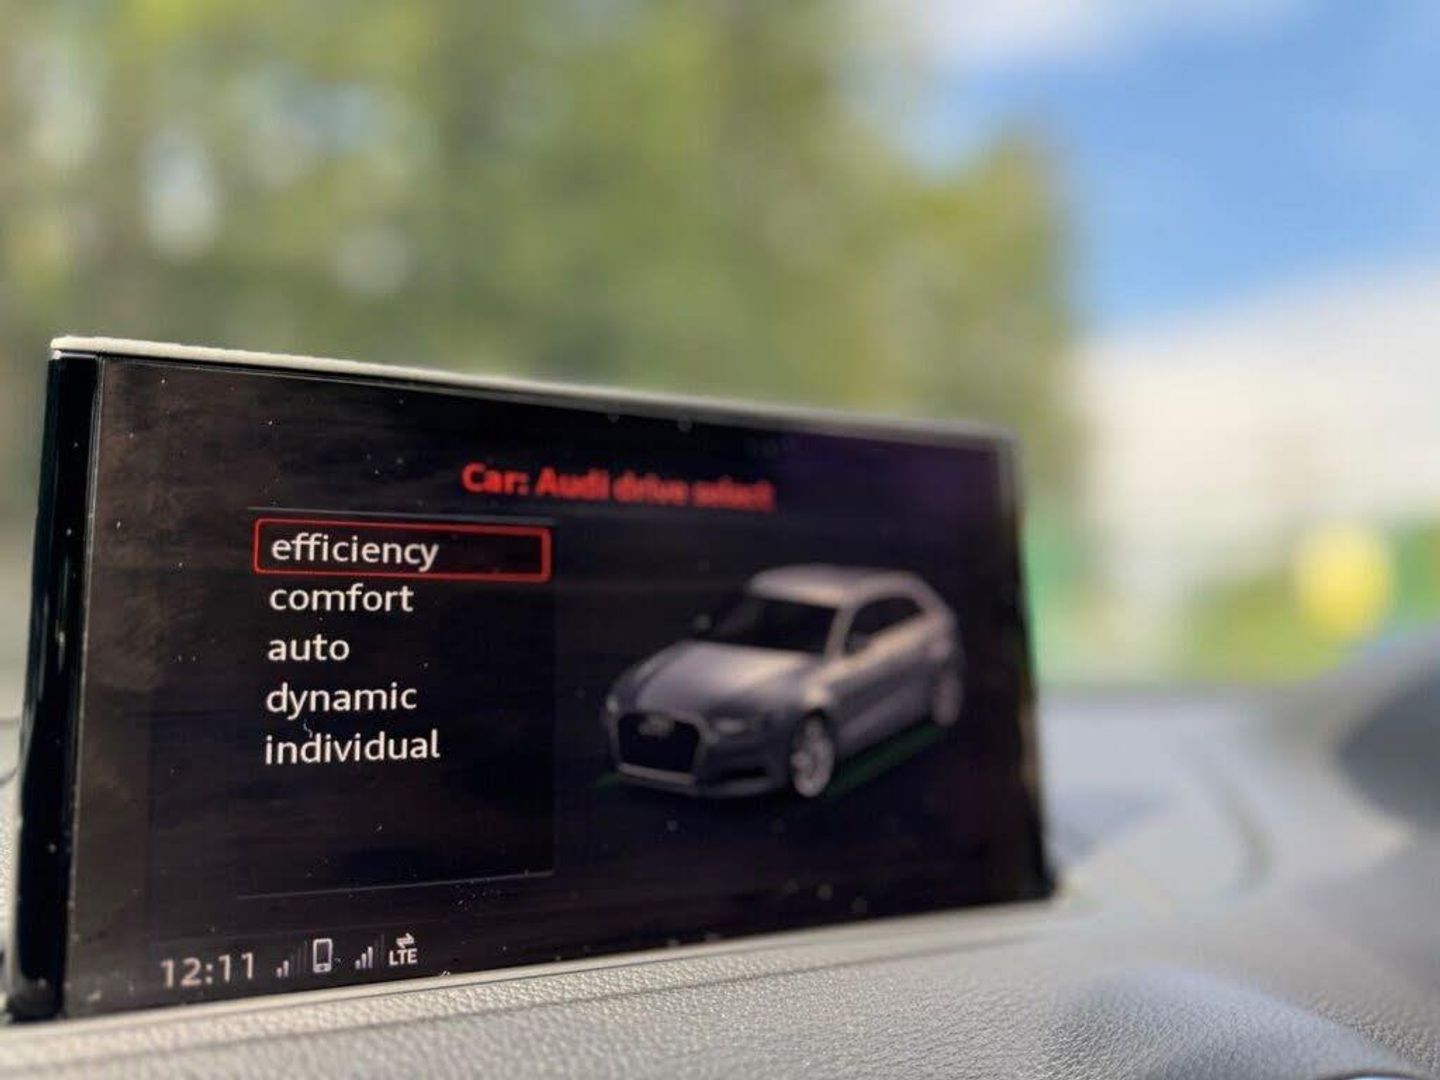 Car: Audi drive select
efficiency
comfort
auto
dynamic
individual
12:11 LTE